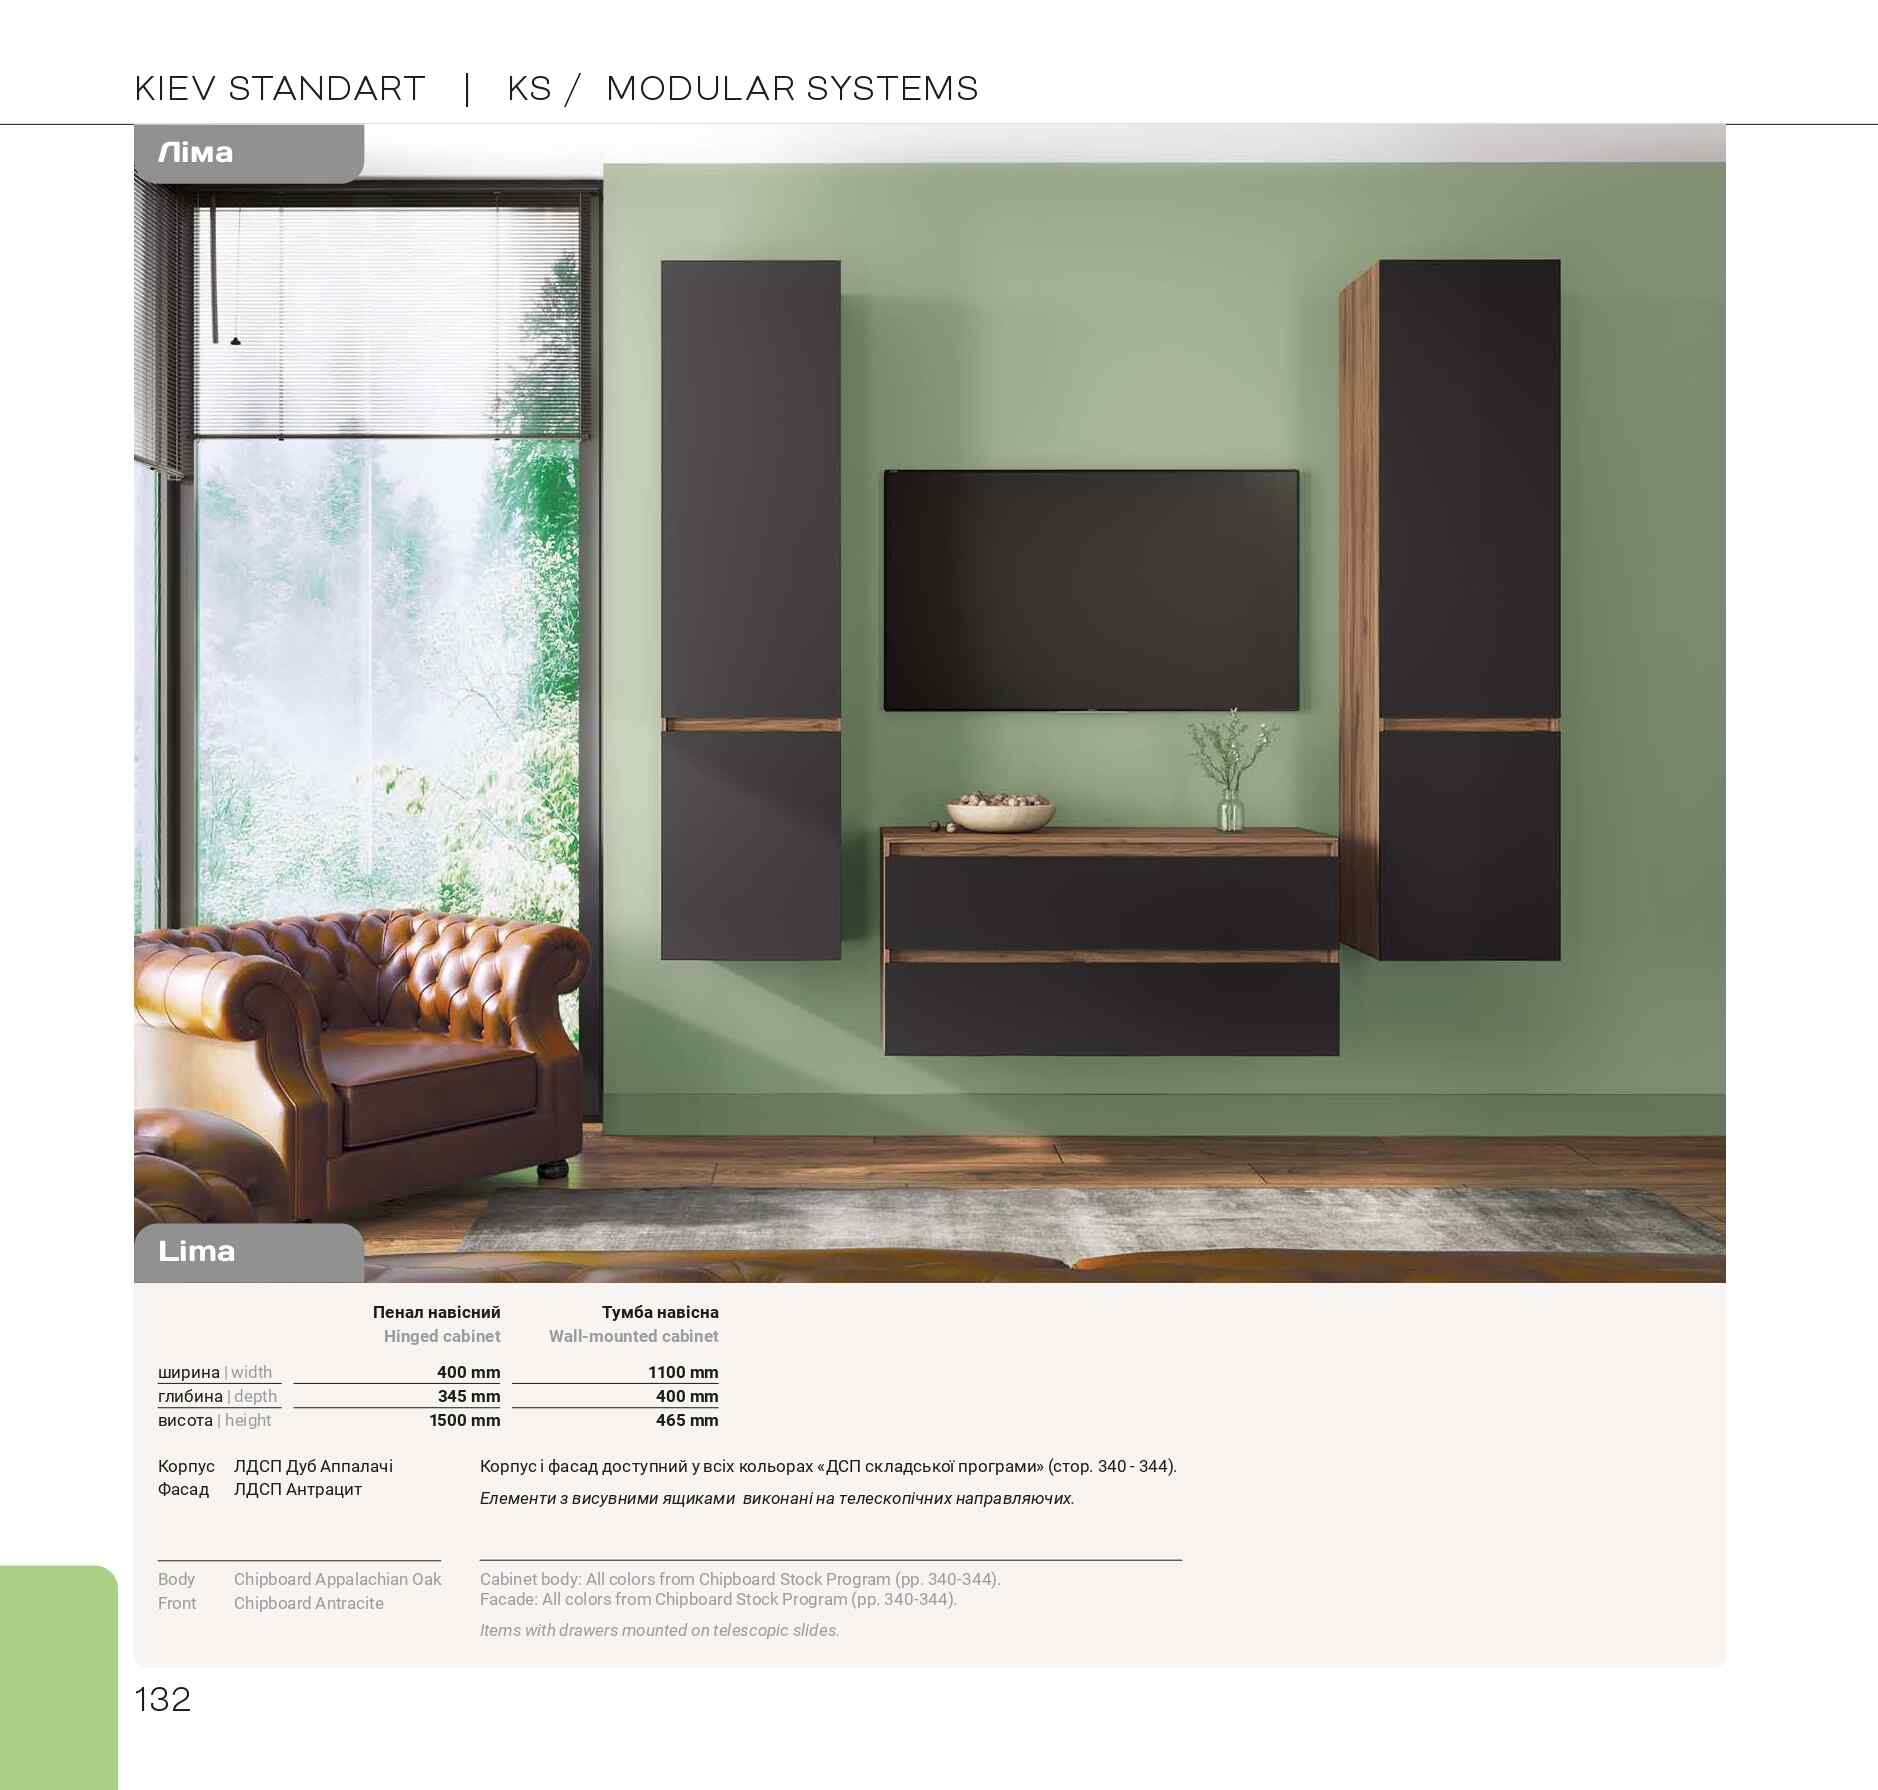 KIEV STANDART | KS / MODULAR SYSTEMS
Ліма
Lima
Пенал навісний Тумба навісна
Hinged cabinet Wall-mounted cabinet
ширина | width 400 mm 1100 mm
глибина | depth 345 mm 400 mm
висота | height 1500 mm 465 mm
Корпус ЛДСП Дуб Аппалачі
Фасад ЛДСП Антрацит
Корпус і фасад доступний у всіх кольорах «ДСП складської програми» (стор. 340 - 344).
Елементи з висувними ящиками виконані на телескопічних направляючих.
Body Chipboard Appalachian Oak
Front Chipboard Antracite
Cabinet body: All colors from Chipboard Stock Program (pp. 340-344).
Facade: All colors from Chipboard Stock Program (pp. 340-344).
Items with drawers mounted on telescopic slides.
132